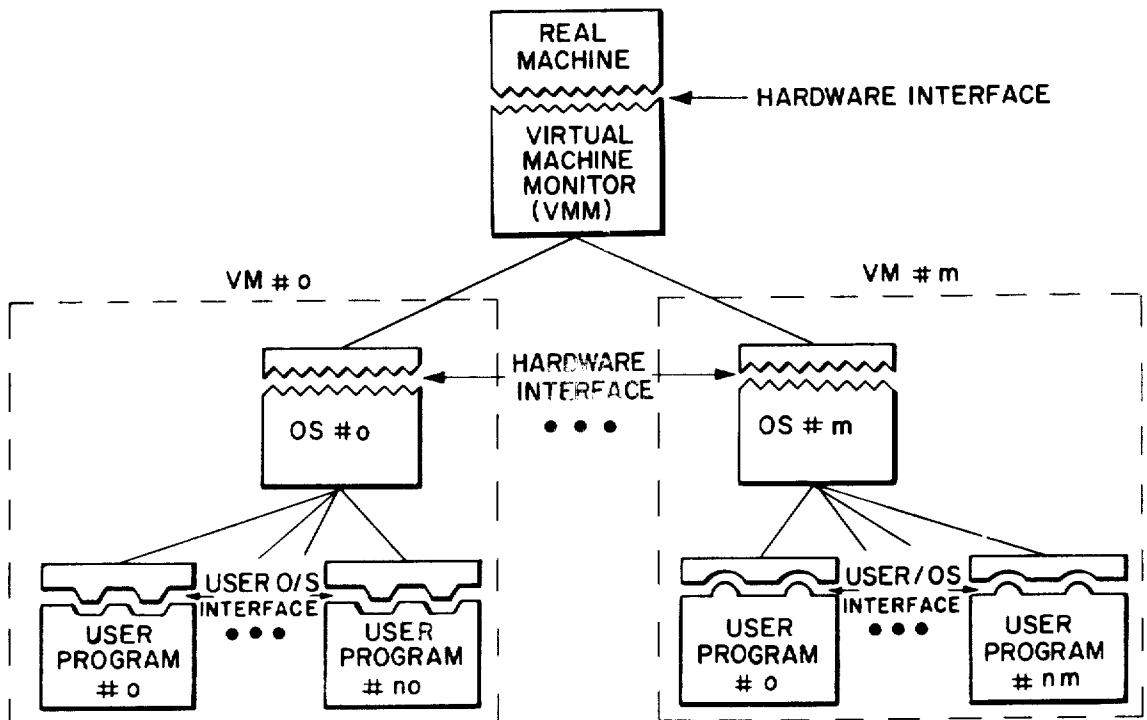 REAL
MACHINE
HARDWARE INTERFACE
VIRTUAL
MACHINE
MONITOR
(VMM)
VM # o
VM # m
HARDWARE
INTERFACE
OS # o
OS # m
USER O/S
INTERFACE
USER
PROGRAM
# o
USER
PROGRAM
# no
USER/OS
INTERFACE
USER
PROGRAM
# o
USER
PROGRAM
# nm